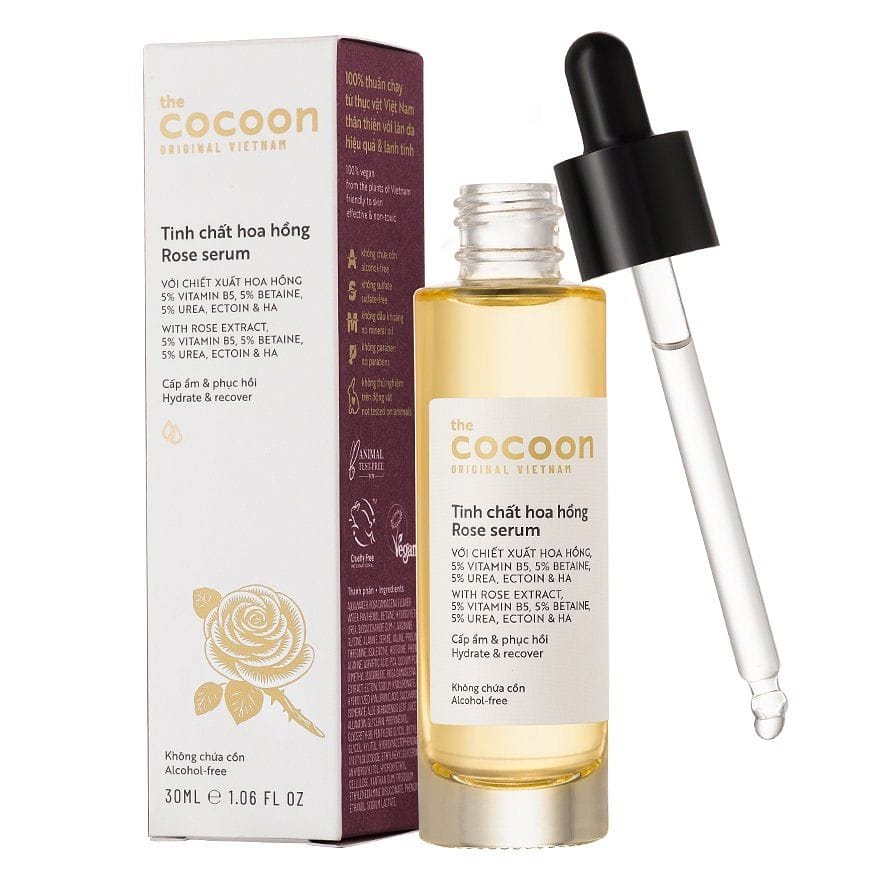 the
cocoon
ORIGINAL VIETNAM
Tinh chất hoa hồng
Rose serum
VỚI CHIẾT XUẤT HOA HỒNG
5% VITAMIN B5, 5% BETAINE,
5% UREA, ECTOIN & HA
WITH ROSE EXTRACT,
5% VITAMIN B5, 5% BETAINE,
5% UREA, ECTOIN & HA
Cấp ẩm & phục hồi
Hydrate & recover
Không chứa cồn
Alcohol-free
30ML e 1.06 FL OZ
100% thuần chay
từ thực vật Việt Nam
thân thiện với làn da
hiệu quả & lành tính
100% vegan
from the plants of Vietnam
friendly to skin
effective & non-toxic
A
không chứa cồn
alcohol-free
S
không sulfate
sulfate-free
M
không dầu khoáng
no mineral oil
P
không paraben
no parabens
không thử nghiệm
trên động vật
not tested on animals
ANIMAL
TEST-FREE
Cruelty Free
INTERNATIONAL
Vegan
Thành phần • Ingredients
the
cocoon
ORIGINAL VIETNAM
Tinh chất hoa hồng
Rose serum
VỚI CHIẾT XUẤT HOA HỒNG,
5% VITAMIN B5, 5% BETAINE,
5% UREA, ECTOIN & HA
WITH ROSE EXTRACT,
5% VITAMIN B5, 5% BETAINE,
5% UREA, ECTOIN & HA
Cấp ẩm & phục hồi
Hydrate & recover
Không chứa cồn
Alcohol-free